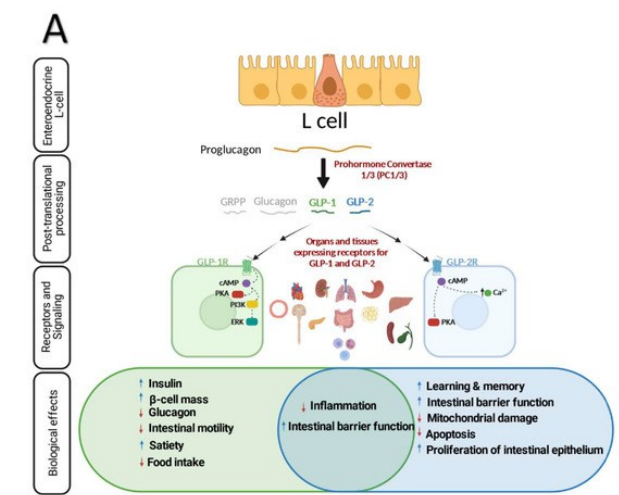 A
Enteroendocrine
L-cell
L cell
Post-translational
processing
Proglucagon
Prohormone Convertase
1/3 (PC1/3)
GRPP Glucagon GLP-1 GLP-2
Receptors and
Signaling
Organs and tissues
expressing receptors for
GLP-1 and GLP-2
GLP-1R
cAMP
PKA
PI3K
ERK
GLP-2R
cAMP
↑ Ca²⁺
PKA
Biological effects
↑ Insulin
↑ β-cell mass
↓ Glucagon
↓ Intestinal motility
↑ Satiety
↓ Food intake
↓ Inflammation
↑ Intestinal barrier function
↑ Learning & memory
↑ Intestinal barrier function
↓ Mitochondrial damage
↓ Apoptosis
↑ Proliferation of intestinal epithelium